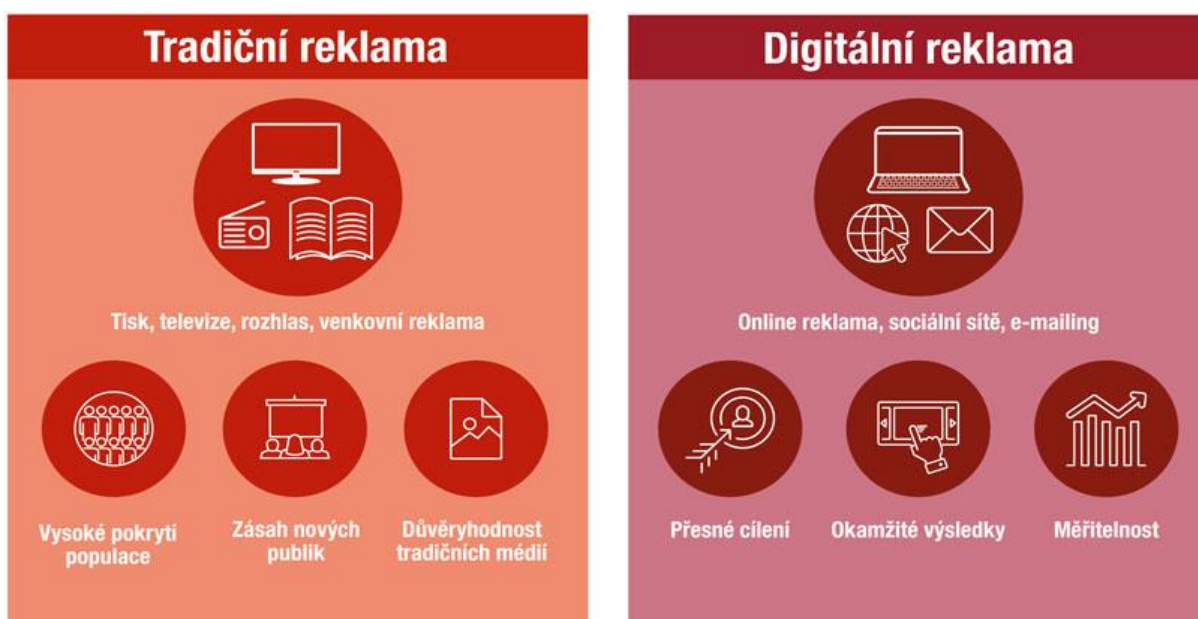 Tradiční reklama
Tisk, televize, rozhlas, venkovní reklama
Vysoké pokrytí
populace
Zásah nových
publik
Důvěryhodnost
tradičních médií
Digitální reklama
Online reklama, sociální sítě, e-mailing
Přesné cílení
Okamžité výsledky
Měřitelnost